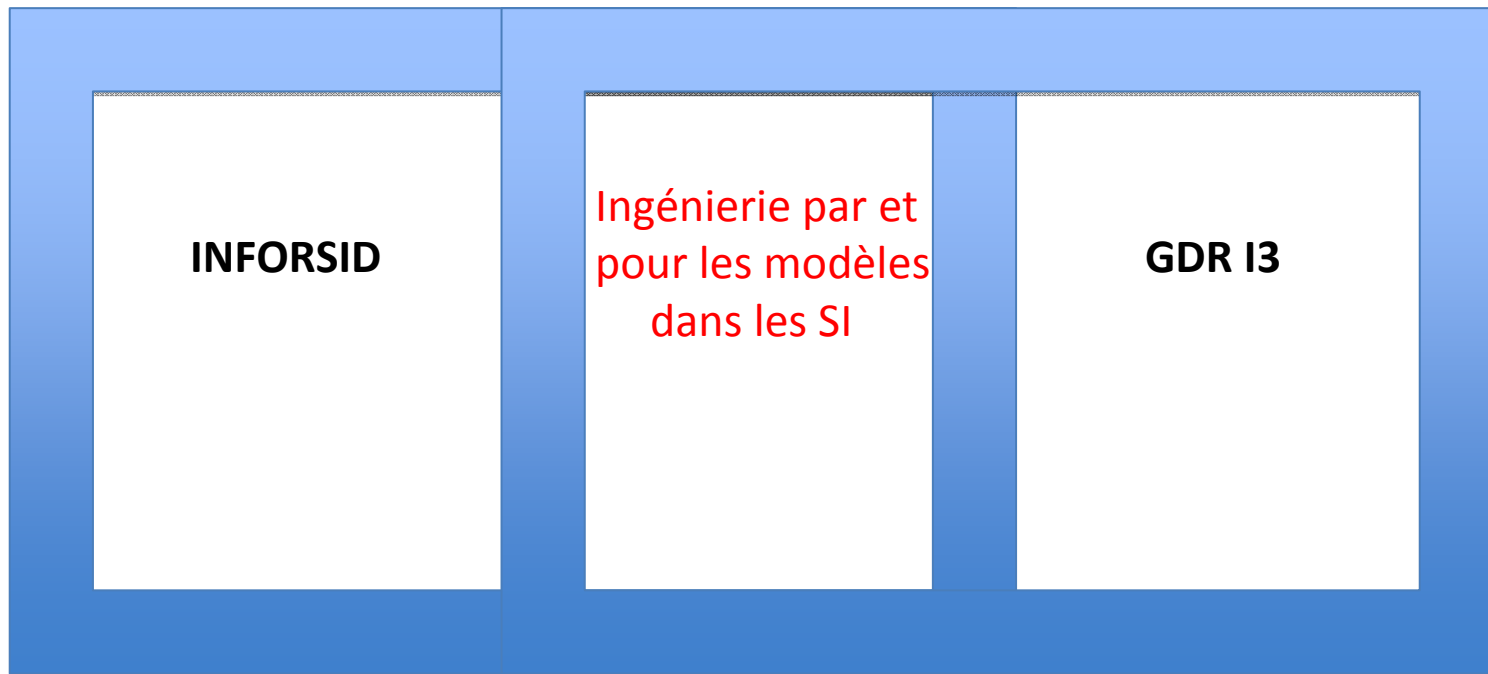 INFORSID
Ingénierie par et
pour les modèles
dans les SI
GDR I3